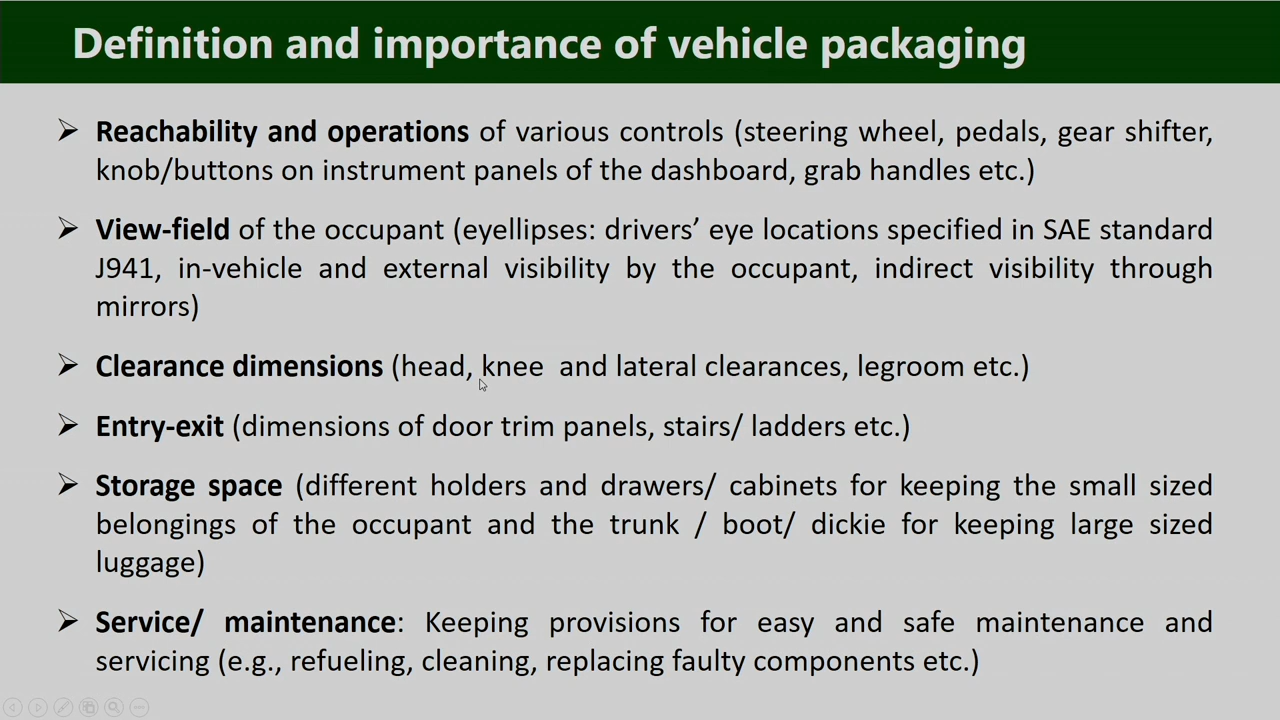 Definition and importance of vehicle packaging
➢ Reachability and operations of various controls (steering wheel, pedals, gear shifter,
knob/buttons on instrument panels of the dashboard, grab handles etc.)
➢ View-field of the occupant (eyellipses: drivers’ eye locations specified in SAE standard
J941, in-vehicle and external visibility by the occupant, indirect visibility through
mirrors)
➢ Clearance dimensions (head, knee and lateral clearances, legroom etc.)
➢ Entry-exit (dimensions of door trim panels, stairs/ ladders etc.)
➢ Storage space (different holders and drawers/ cabinets for keeping the small sized
belongings of the occupant and the trunk / boot/ dickie for keeping large sized
luggage)
➢ Service/ maintenance: Keeping provisions for easy and safe maintenance and
servicing (e.g., refueling, cleaning, replacing faulty components etc.)